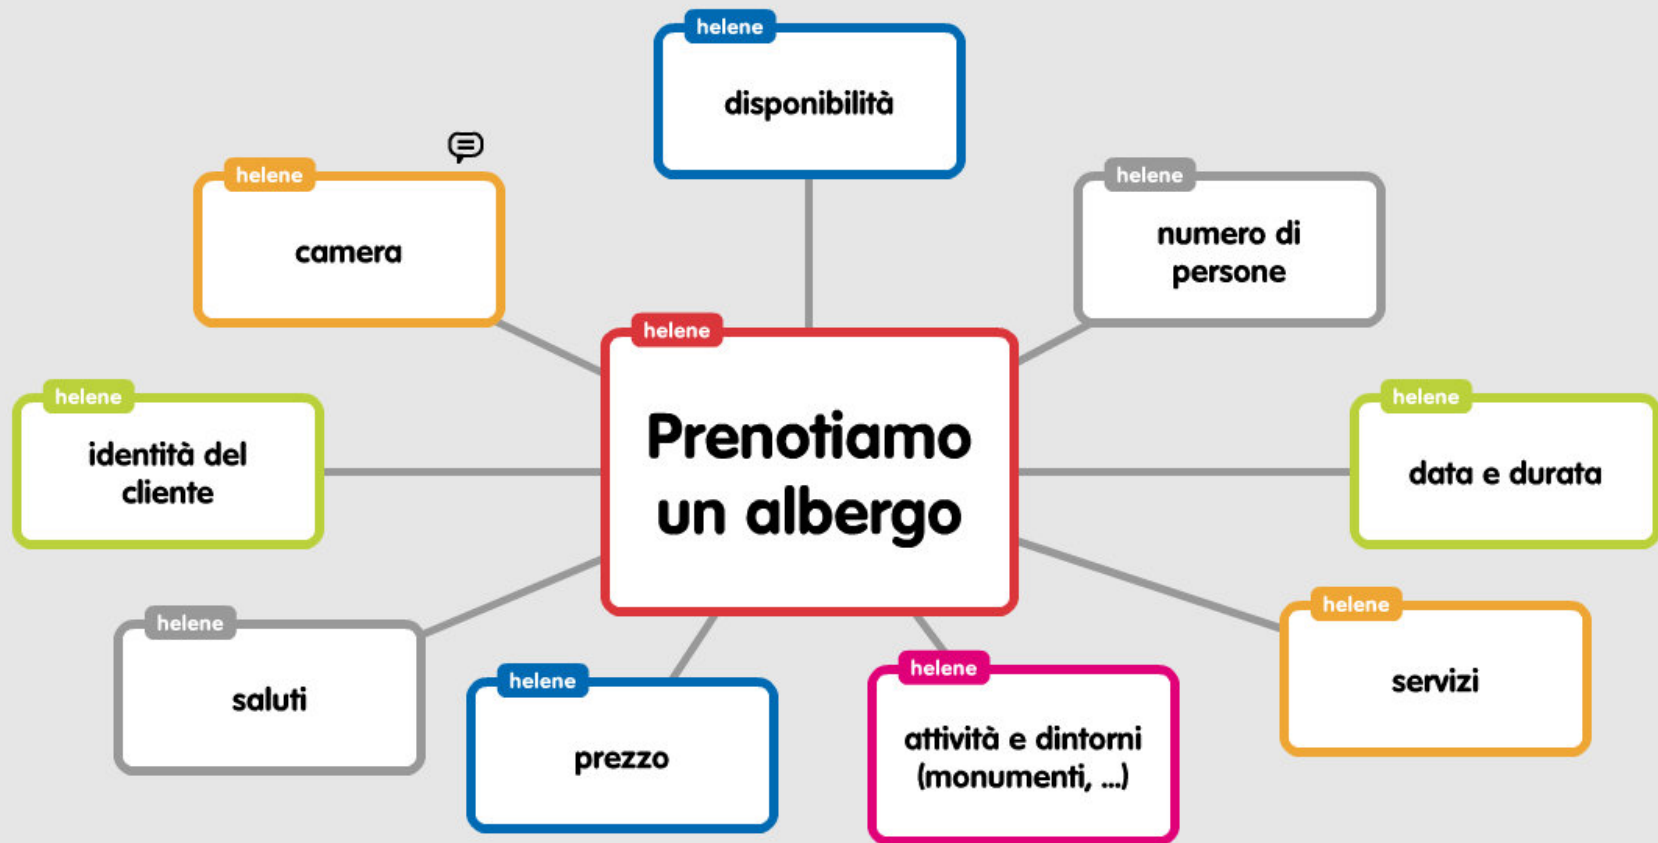 helene
disponibilità
helene
camera
helene
numero di
persone
helene
Prenotiamo
un albergo
helene
identità del
cliente
helene
data e durata
helene
saluti
helene
prezzo
helene
attività e dintorni
(monumenti, ...)
helene
servizi